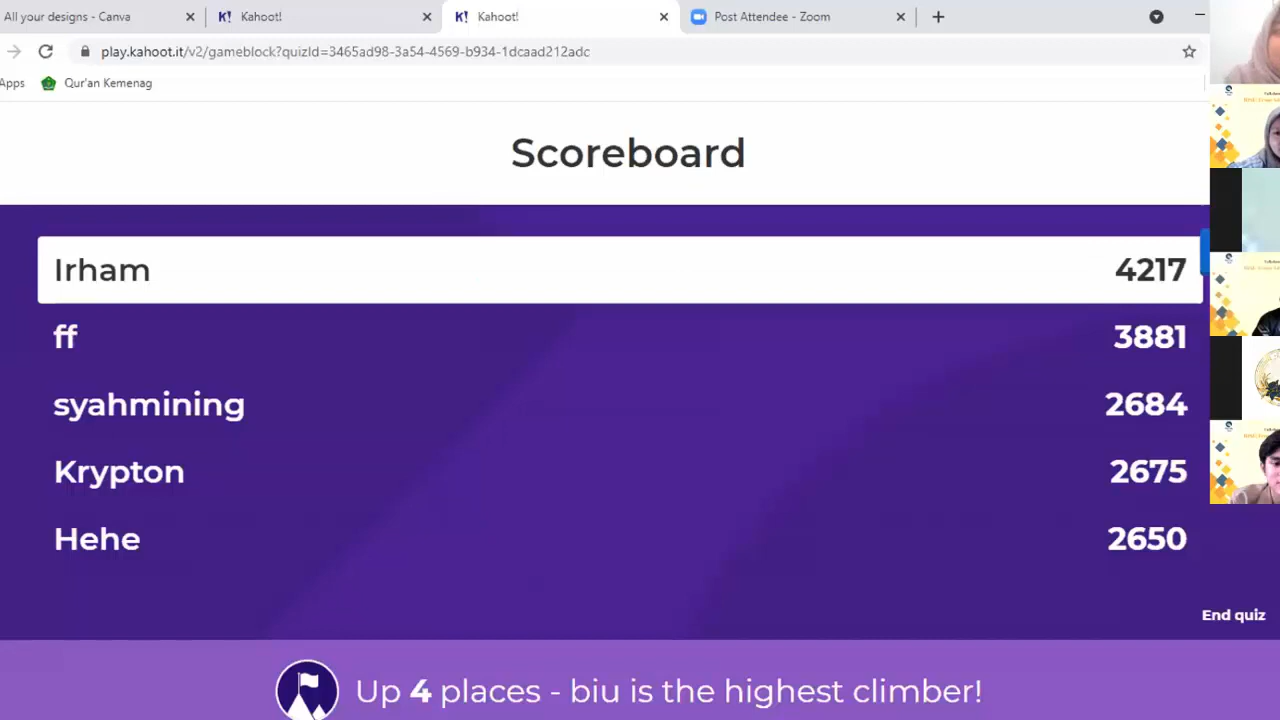 All your designs - Canva
Kahoot!
Kahoot!
Post Attendee - Zoom
play.kahoot.it/v2/gameblock?quizId=3465ad98-3a54-4569-b934-1dcaad212adc
Apps
Qur'an Kemenag
Scoreboard
Irham 4217
ff 3881
syahmining 2684
Krypton 2675
Hehe 2650
End quiz
Up 4 places - biu is the highest climber!